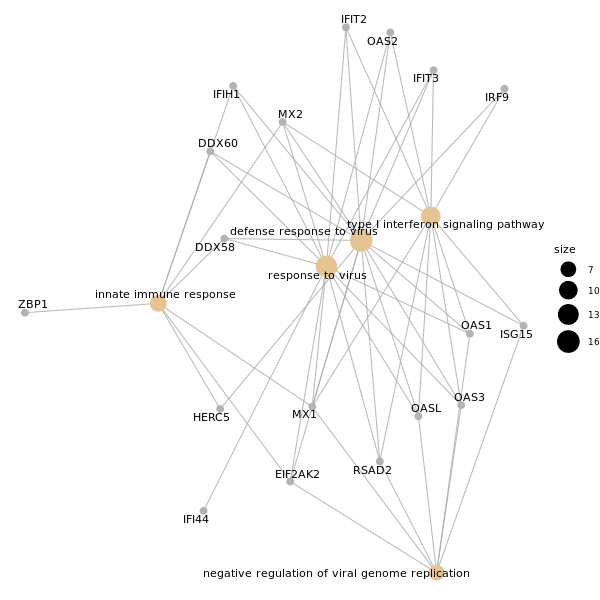 IFIT2
OAS2
IFIT3
IFIH1
IRF9
MX2
DDX60
type I interferon signaling pathway
defense response to virus
DDX58
size
response to virus
7
10
innate immune response
ZBP1
13
OAS1
ISG15
16
OAS3
OASL
MX1
HERC5
RSAD2
EIF2AK2
IFI44
negative regulation of viral genome replication